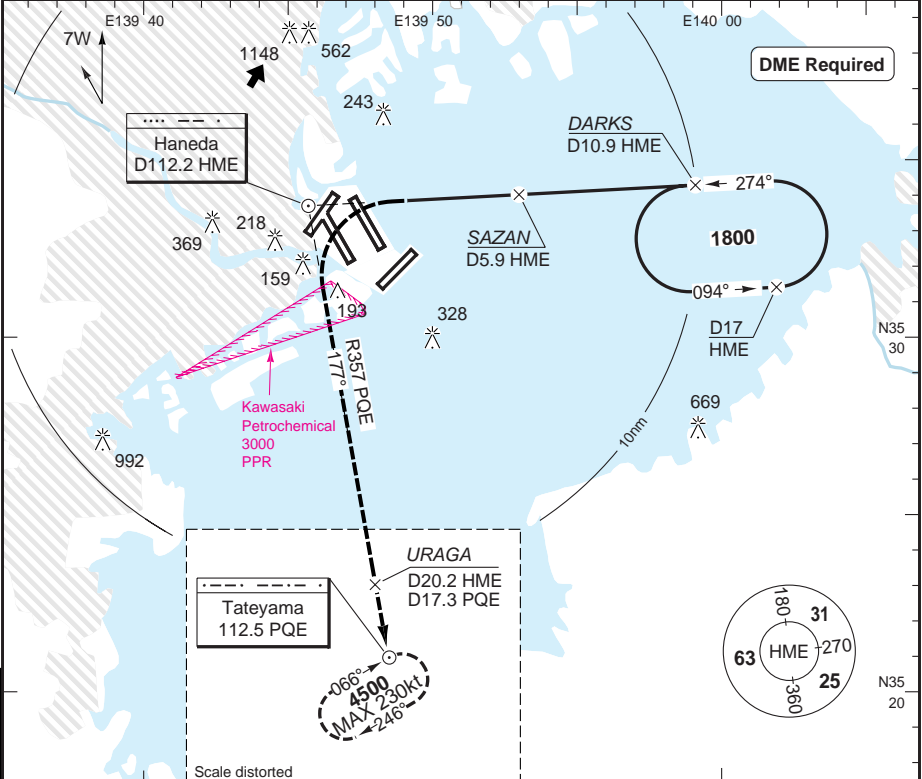 E139 40
E139 50
E140 00
7W
1148
562
DME Required
243
DARKS
D10.9 HME
Haneda
D112.2 HME
274°
369
218
159
SAZAN
D5.9 HME
1800
094°
193
328
D17
HME
N35
30
R357 PQE
177°
Kawasaki
Petrochemical
3000
PPR
669
10nm
992
URAGA
D20.2 HME
D17.3 PQE
Tateyama
112.5 PQE
066°
4500
MAX 230kt
246°
180
31
63
HME
270
25
360
N35
20
Scale distorted